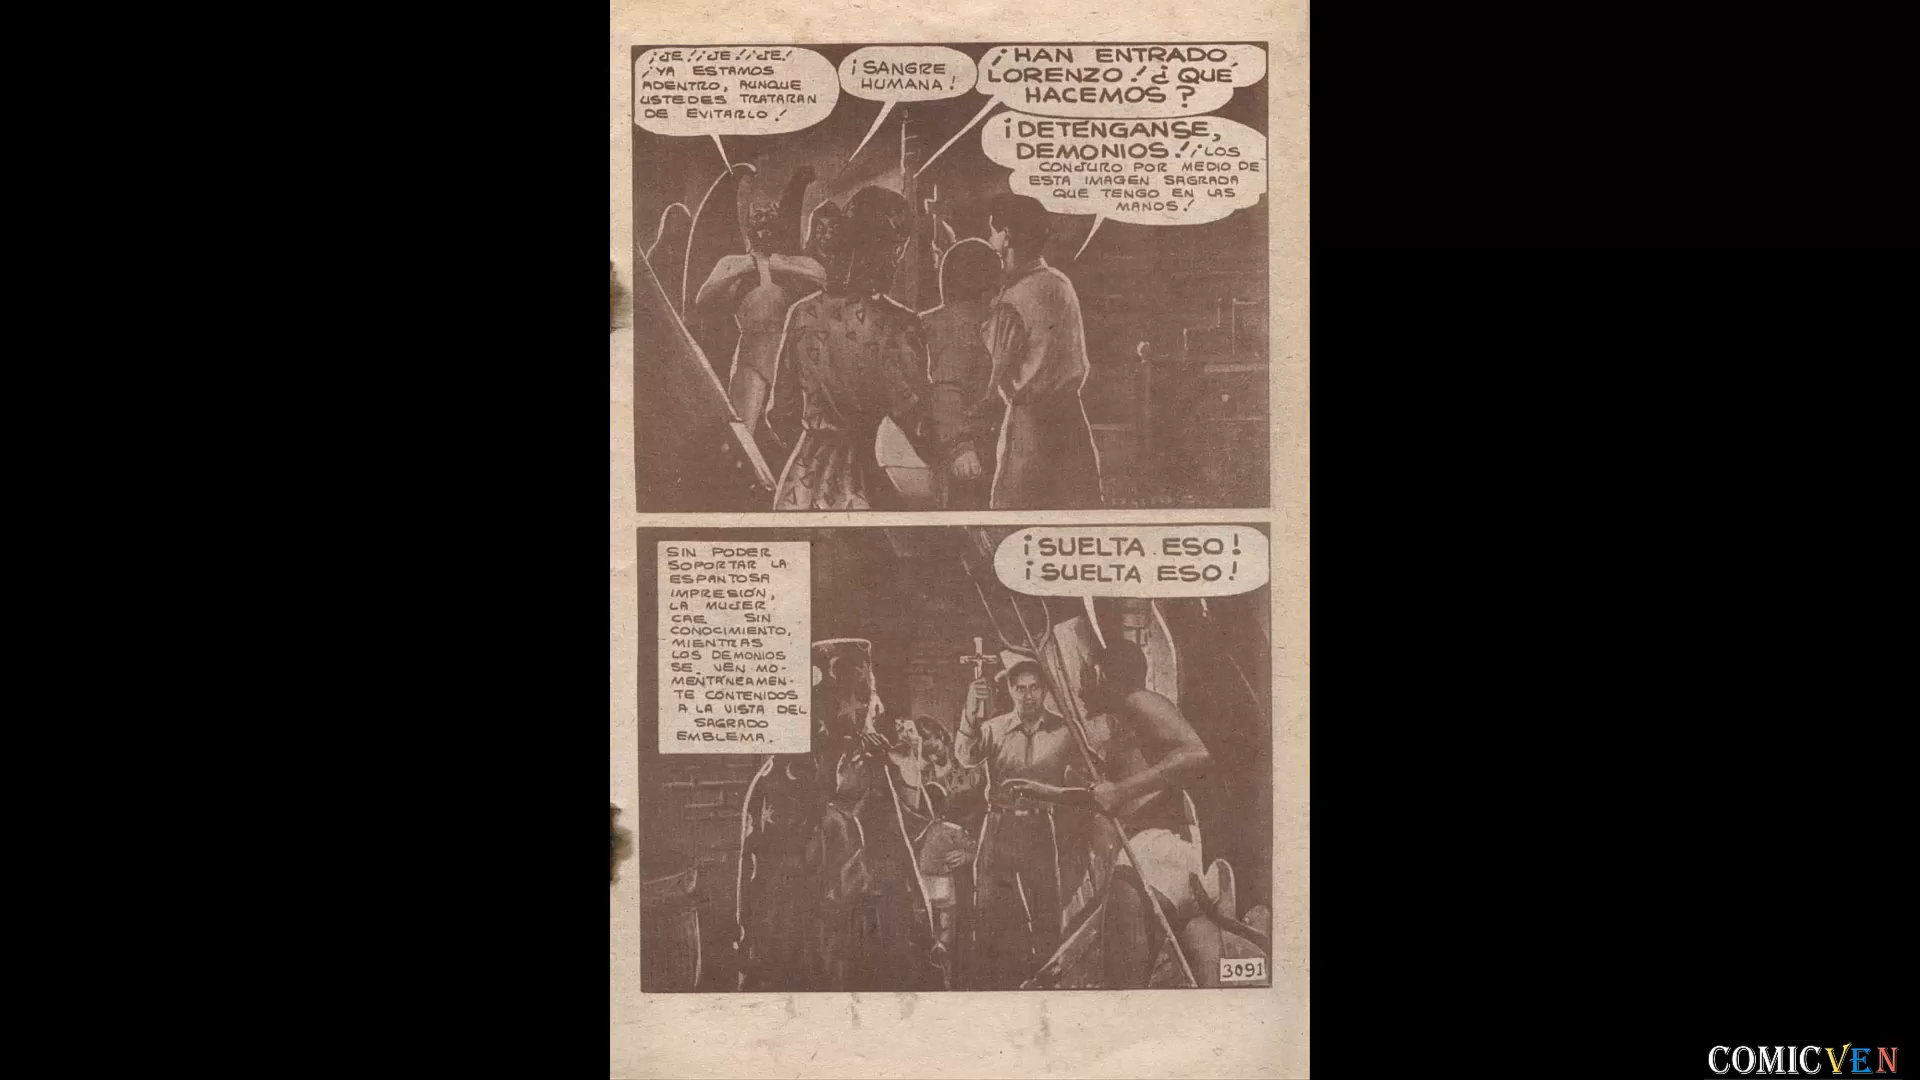 ¡JE!¡JE!¡JE!
¡YA ESTAMOS
ADENTRO, AUNQUE
USTEDES TRATARAN
DE EVITARLO!
¡SANGRE
HUMANA!
¡HAN ENTRADO,
LORENZO! ¿QUE
HACEMOS?
¡DETÉNGANSE,
DEMONIOS!¡LOS
CONJURO POR MEDIO DE
ESTA IMAGEN SAGRADA
QUE TENGO EN LAS
MANOS!
SIN PODER
SOPORTAR LA
ESPANTOSA
IMPRESIÓN,
LA MUJER
CAE SIN
CONOCIMIENTO,
MIENTRAS
LOS DEMONIOS
SE VEN MO-
MENTÁNEAMEN-
TE CONTENIDOS
A LA VISTA DEL
SAGRADO
EMBLEMA.
¡SUELTA ESO!
¡SUELTA ESO!
3091
COMICVEN